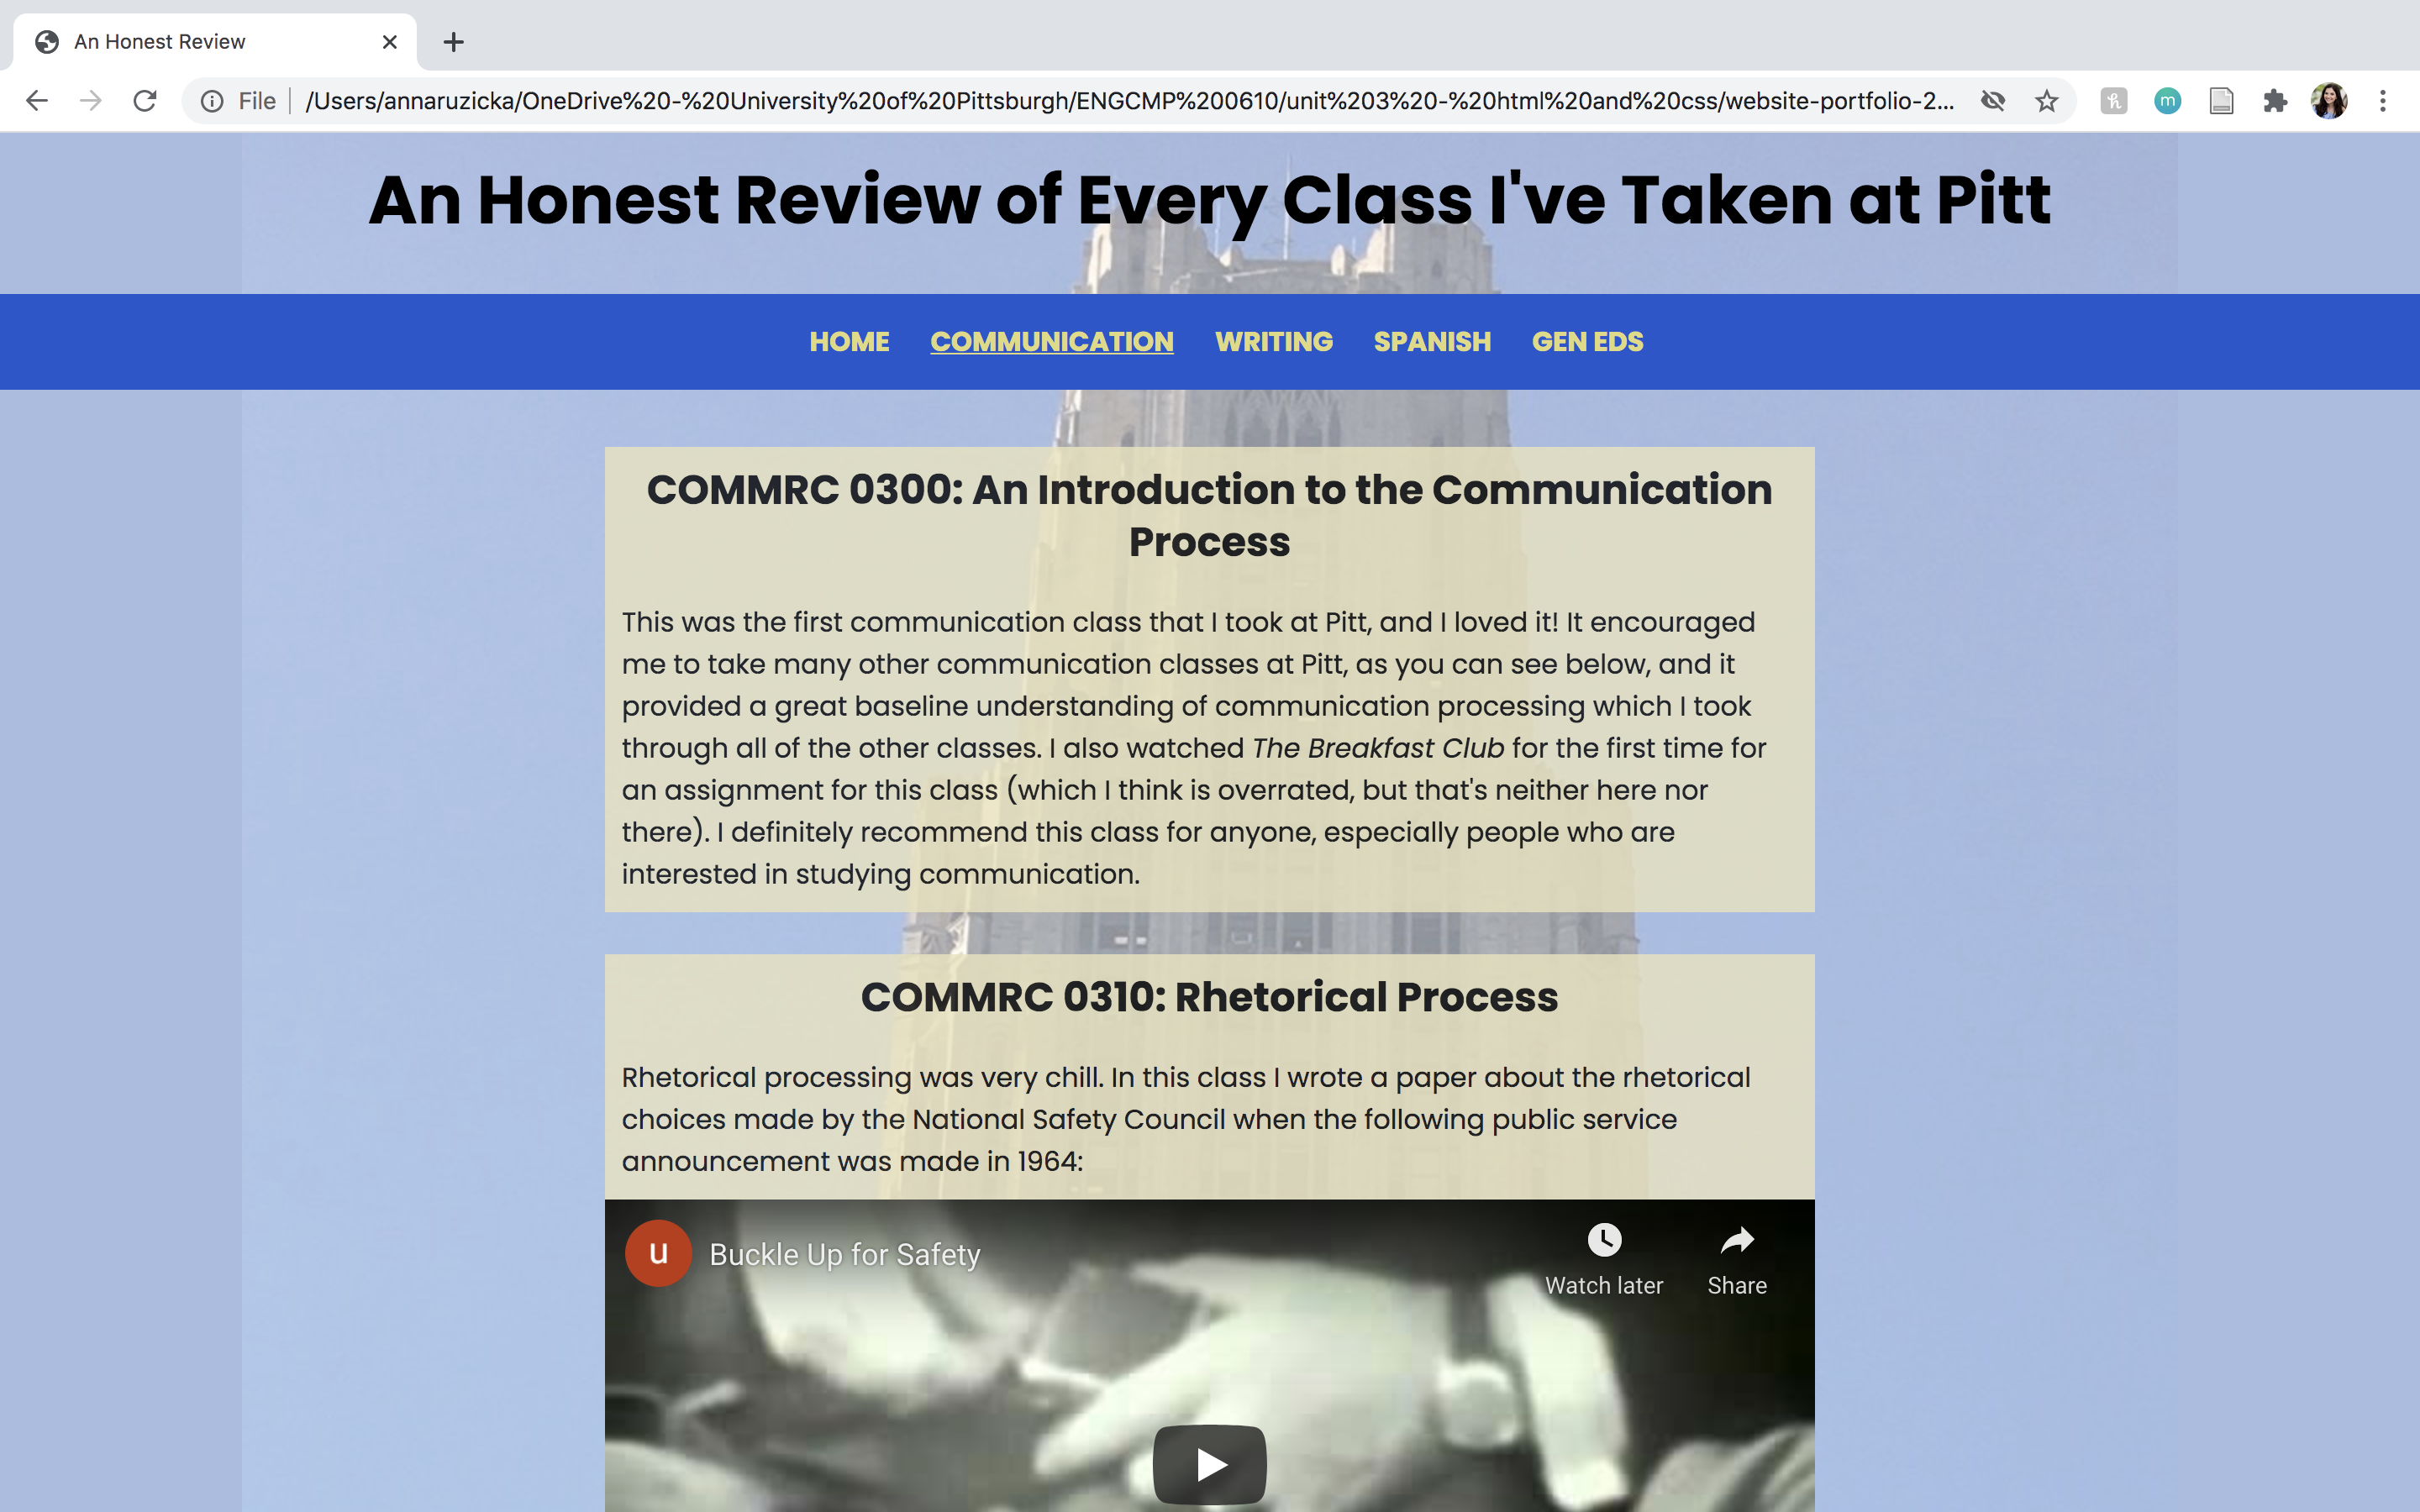 An Honest Review
File
/Users/annaruzicka/OneDrive%20-%20University%20of%20Pittsburgh/ENGCMP%200610/unit%203%20-%20html%20and%20css/website-portfolio-2...
m
An Honest Review of Every Class I've Taken at Pitt
HOME COMMUNICATION WRITING SPANISH GEN EDS
COMMRC 0300: An Introduction to the Communication
Process
This was the first communication class that I took at Pitt, and I loved it! It encouraged
me to take many other communication classes at Pitt, as you can see below, and it
provided a great baseline understanding of communication processing which I took
through all of the other classes. I also watched The Breakfast Club for the first time for
an assignment for this class (which I think is overrated, but that's neither here nor
there). I definitely recommend this class for anyone, especially people who are
interested in studying communication.
COMMRC 0310: Rhetorical Process
Rhetorical processing was very chill. In this class I wrote a paper about the rhetorical
choices made by the National Safety Council when the following public service
announcement was made in 1964:
u
Buckle Up for Safety
Watch later
Share